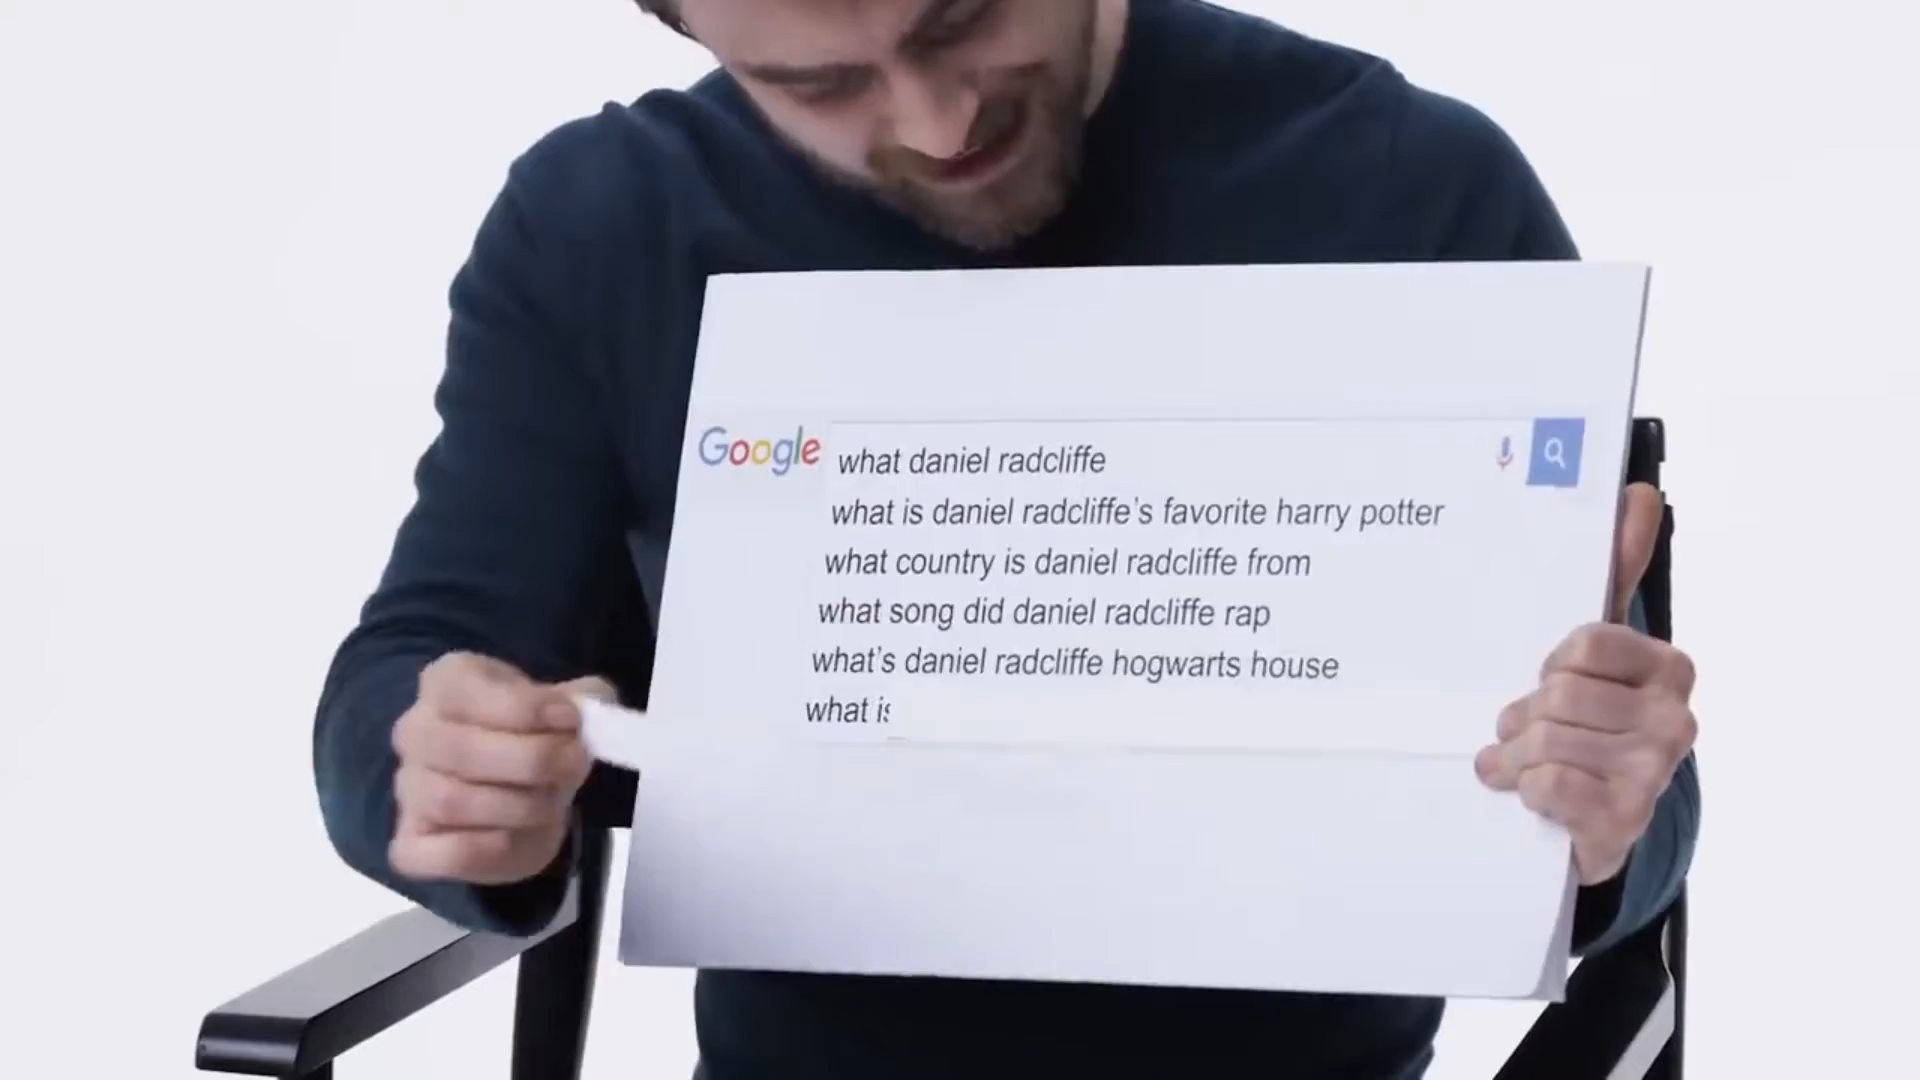 Google what daniel radcliffe
what is daniel radcliffe's favorite harry potter
what country is daniel radcliffe from
what song did daniel radcliffe rap
what's daniel radcliffe hogwarts house
what is